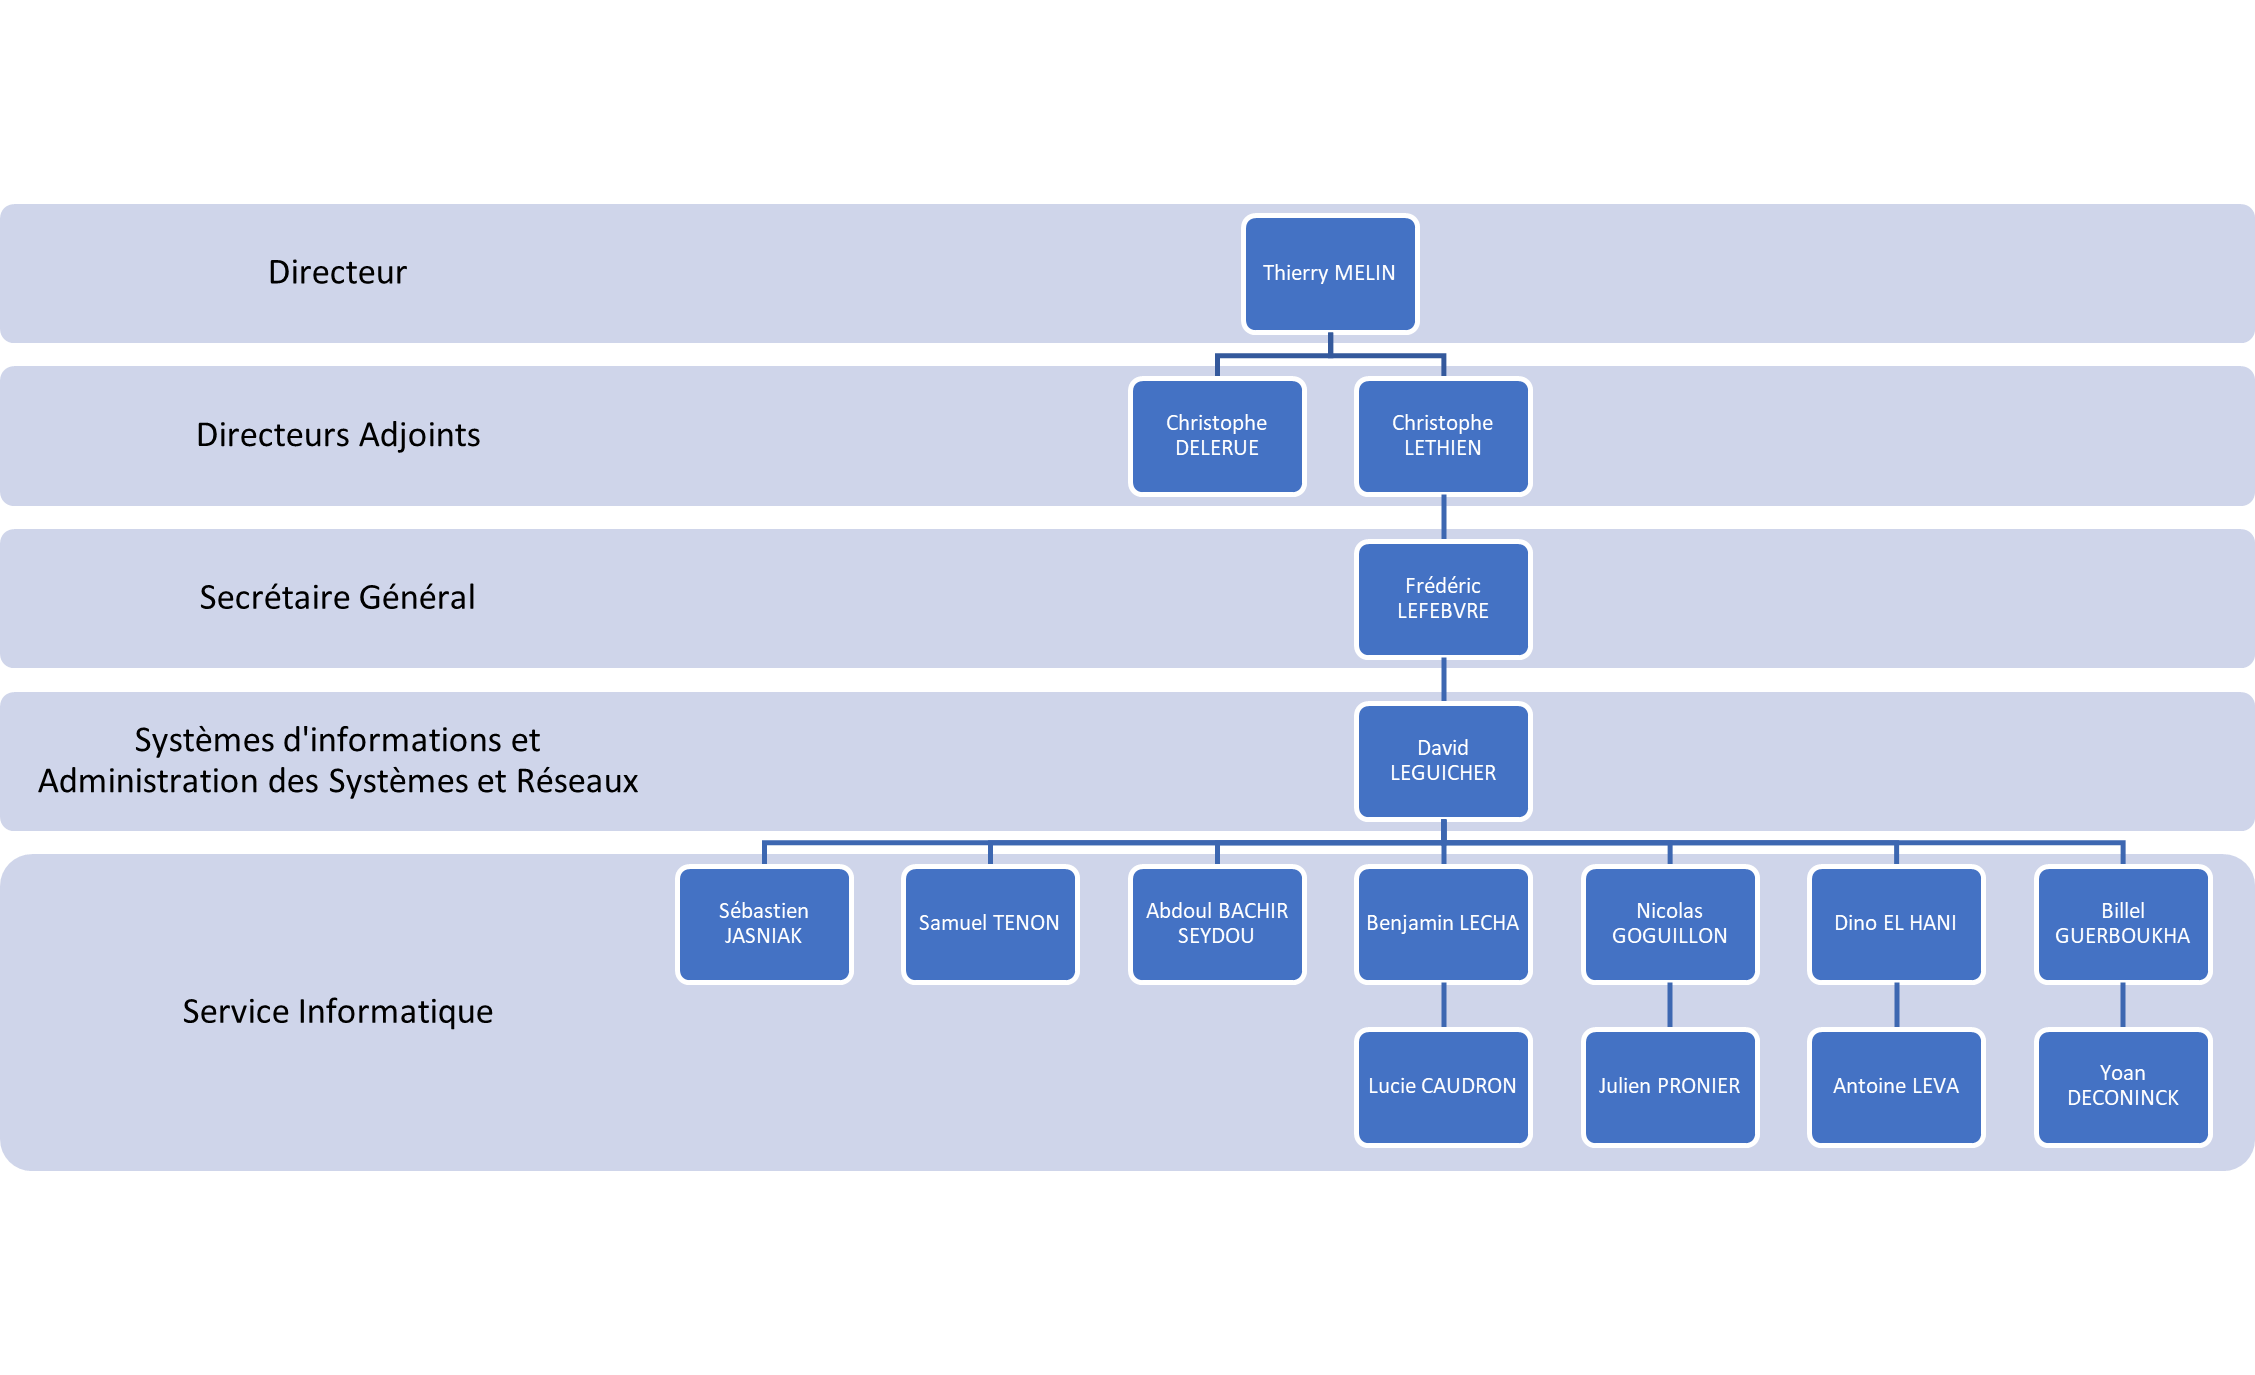 Directeur
Thierry MELIN
Directeurs Adjoints
Christophe
DELERUE
Christophe
LETHIEN
Secrétaire Général
Frédéric
LEFEBVRE
Systèmes d'informations et
Administration des Systèmes et Réseaux
David
LEGUICHER
Service Informatique
Sébastien
JASNIAK
Samuel TENON
Abdoul BACHIR
SEYDOU
Benjamin LECHA
Nicolas
GOGUILLON
Dino EL HANI
Billel
GUERBOUKHA
Lucie CAUDRON
Julien PRONIER
Antoine LEVA
Yoan
DECONINCK